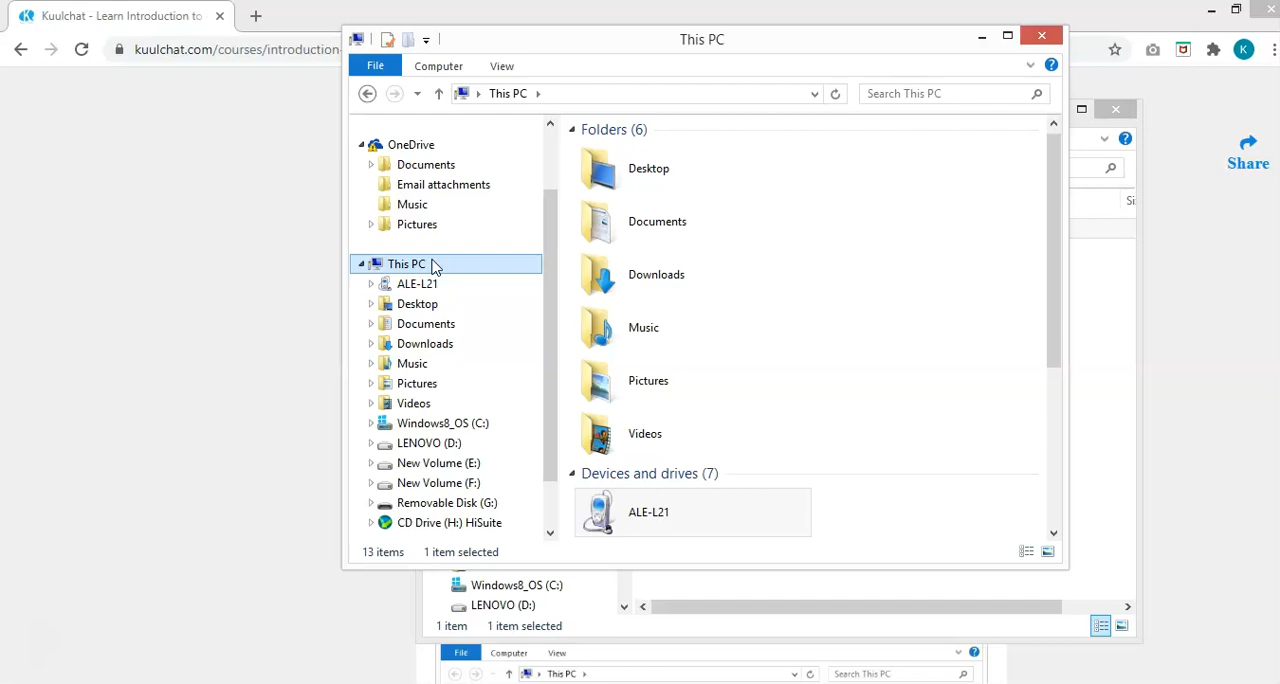 Kuulchat - Learn Introduction to
kuulchat.com/courses/introduction-
This PC
File Computer View
This PC
Search This PC
OneDrive
Documents
Email attachments
Music
Pictures
This PC
ALE-L21
Desktop
Documents
Downloads
Music
Pictures
Videos
Windows8_OS (C:)
LENOVO (D:)
New Volume (E:)
New Volume (F:)
Removable Disk (G:)
CD Drive (H:) HiSuite
Folders (6)
Desktop
Documents
Downloads
Music
Pictures
Videos
Devices and drives (7)
ALE-L21
13 items 1 item selected
K
Share
Si
Windows8_OS (C:)
LENOVO (D:)
1 item 1 item selected
File Computer View
This PC
Search This PC